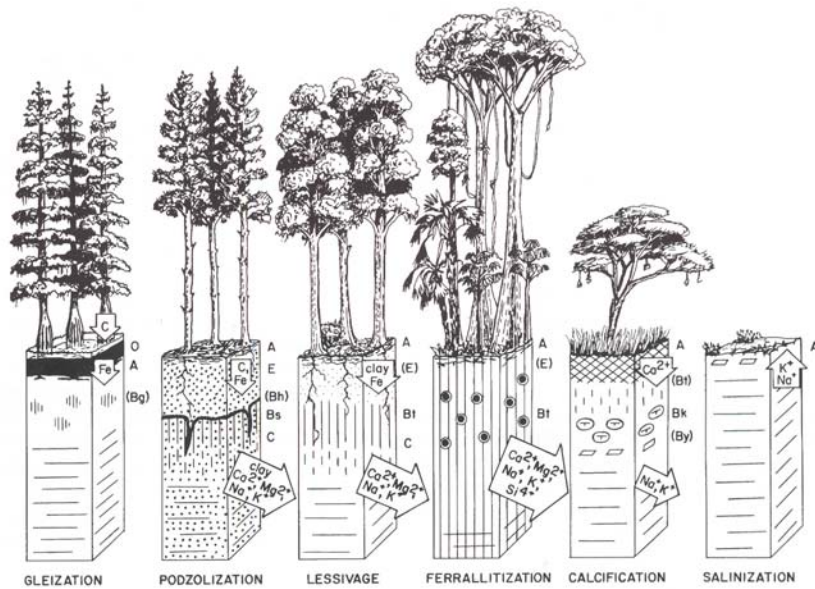 C
Fe
O
A
(Bg)
GLEIZATION
C,
Fe
A
E
(Bh)
Bs
C
clay
Ca2+Mg2+,
Na+, K+
PODZOLIZATION
clay
Fe
A
(E)
Bt
C
Ca2+Mg2+,
Na+, K+
LESSIVAGE
A
(E)
Bt
Ca2+Mg2+,
Na+, K+,
Si4+
FERRALLITIZATION
Ca2+
A
(Bt)
Bk
(By)
Na+,K+
CALCIFICATION
K+
Na+
A
SALINIZATION